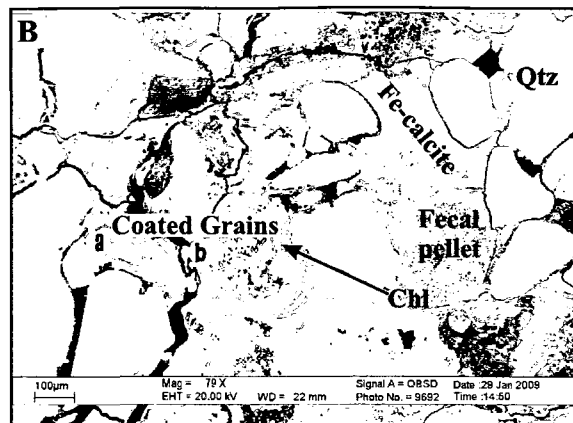 B
Qtz
Fe-calcite
Coated Grains
Fecal
pellet
a
b
Chl
100µm
Mag = 79 X
Signal A = QBSD
Date :29 Jan 2009
EHT = 20.00 kV
WD = 22 mm
Photo No. = 9692
Time :14:50